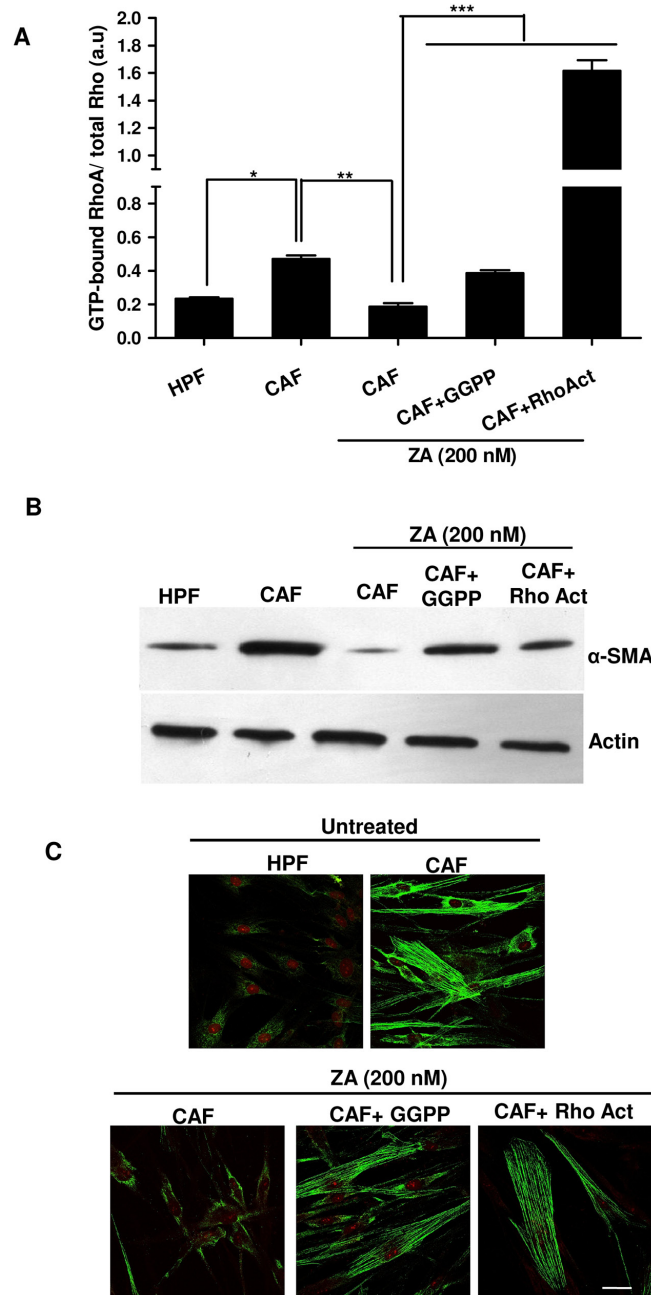 A
GTP-bound RhoA/ total Rho (a.u)
2.0
1.8
1.6
1.4
1.2
1.0
0.8
0.6
0.4
0.2
0.0
*
**
***
HPF
CAF
CAF
CAF+GGPP
CAF+RhoAct
ZA (200 nM)
B
ZA (200 nM)
HPF
CAF
CAF
CAF+
GGPP
CAF+
Rho Act
α-SMA
Actin
C
Untreated
HPF
CAF
ZA (200 nM)
CAF
CAF+ GGPP
CAF+ Rho Act